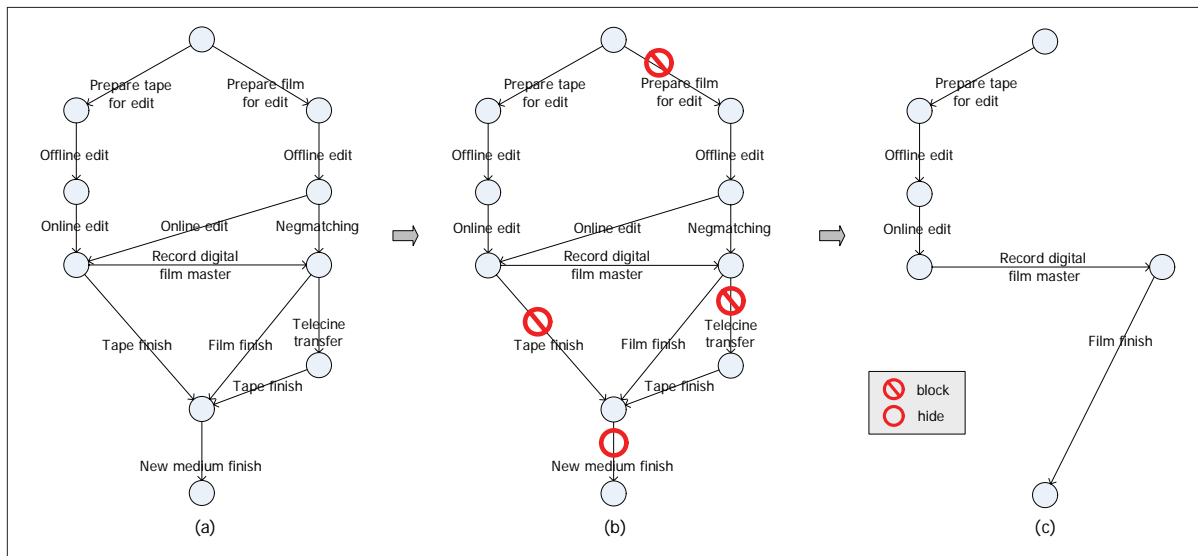 Prepare tape
for edit
Prepare film
for edit
Offline edit
Offline edit
Online edit
Online edit
Negmatching
Record digital
film master
Tape finish
Film finish
Telecine
transfer
Tape finish
New medium finish
(a)
Prepare tape
for edit
Prepare film
for edit
Offline edit
Offline edit
Online edit
Online edit
Negmatching
Record digital
film master
Tape finish
Film finish
Telecine
transfer
Tape finish
New medium finish
(b)
Prepare tape
for edit
Offline edit
Online edit
Record digital
film master
Film finish
block
hide
(c)